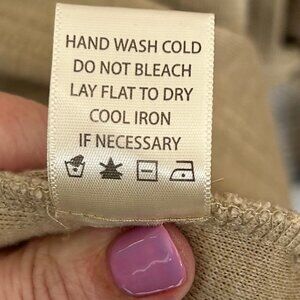 HAND WASH COLD
DO NOT BLEACH
LAY FLAT TO DRY
COOL IRON
IF NECESSARY